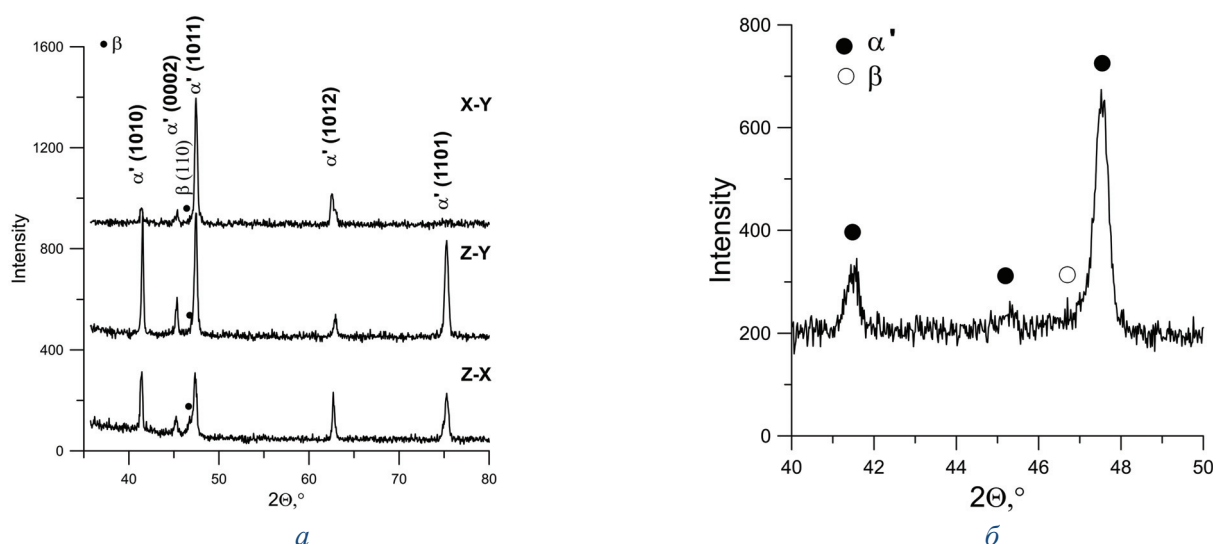 β
α' (1010)
α' (0002)
β (110)
α' (1011)
α' (1012)
α' (1101)
X-Y
Z-Y
Z-X
Intensity
1600
1200
800
400
0
40
50
60
70
80
2Θ,°
а
α'
β
Intensity
800
600
400
200
0
40
42
44
46
48
50
2Θ,°
б